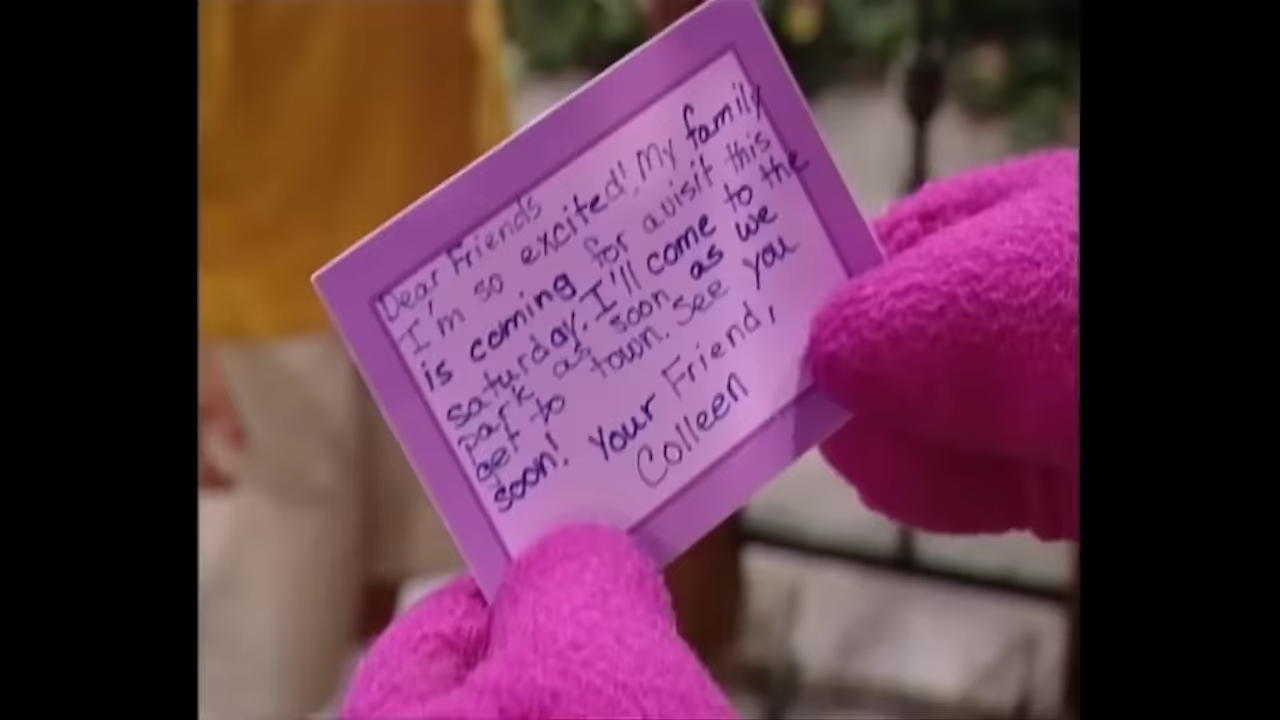 Dear Friends
I'm so excited! My family
is coming for a visit this
saturday. I'll come to the
park as soon as we
get to town. See you
soon! Your Friend,
Colleen